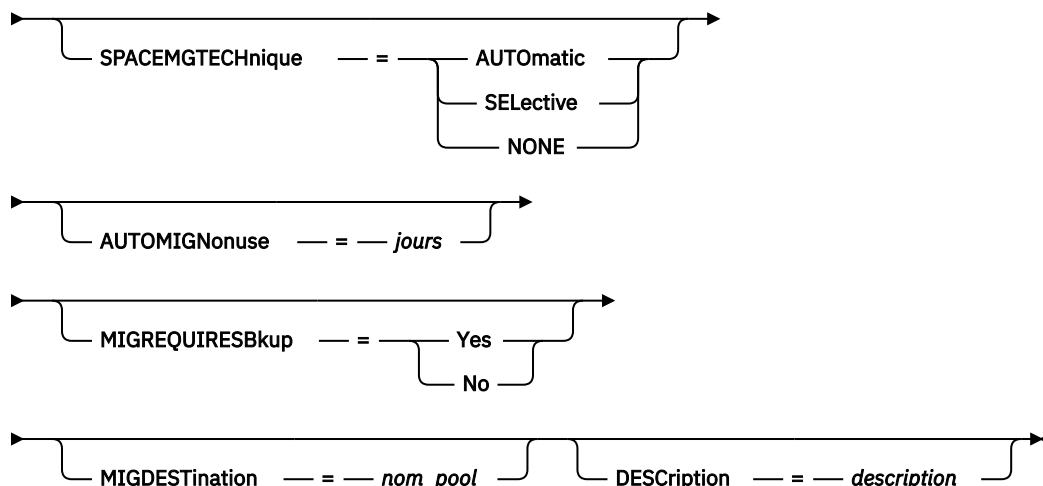 SPACEMGTECHnique = AUTOmatic
SELective
NONE
AUTOMIGNonuse = jours
MIGREQUIRESBkup = Yes
No
MIGDESTination = nom_pool DESCription = description